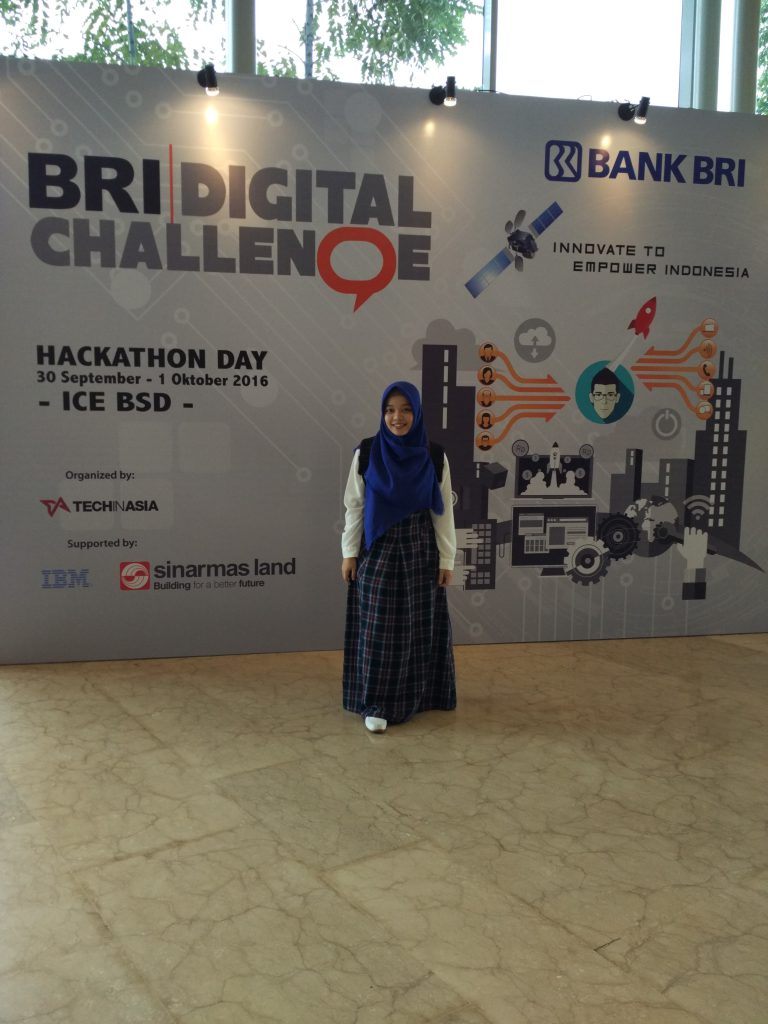 BRI DIGITAL
CHALLENGE
BANK BRI
INNOVATE TO
EMPOWER INDONESIA
HACKATHON DAY
30 September - 1 Oktober 2016
- ICE BSD -
Organized by:
TECHINASIA
Supported by:
IBM
sinarmas land
Building for a better future